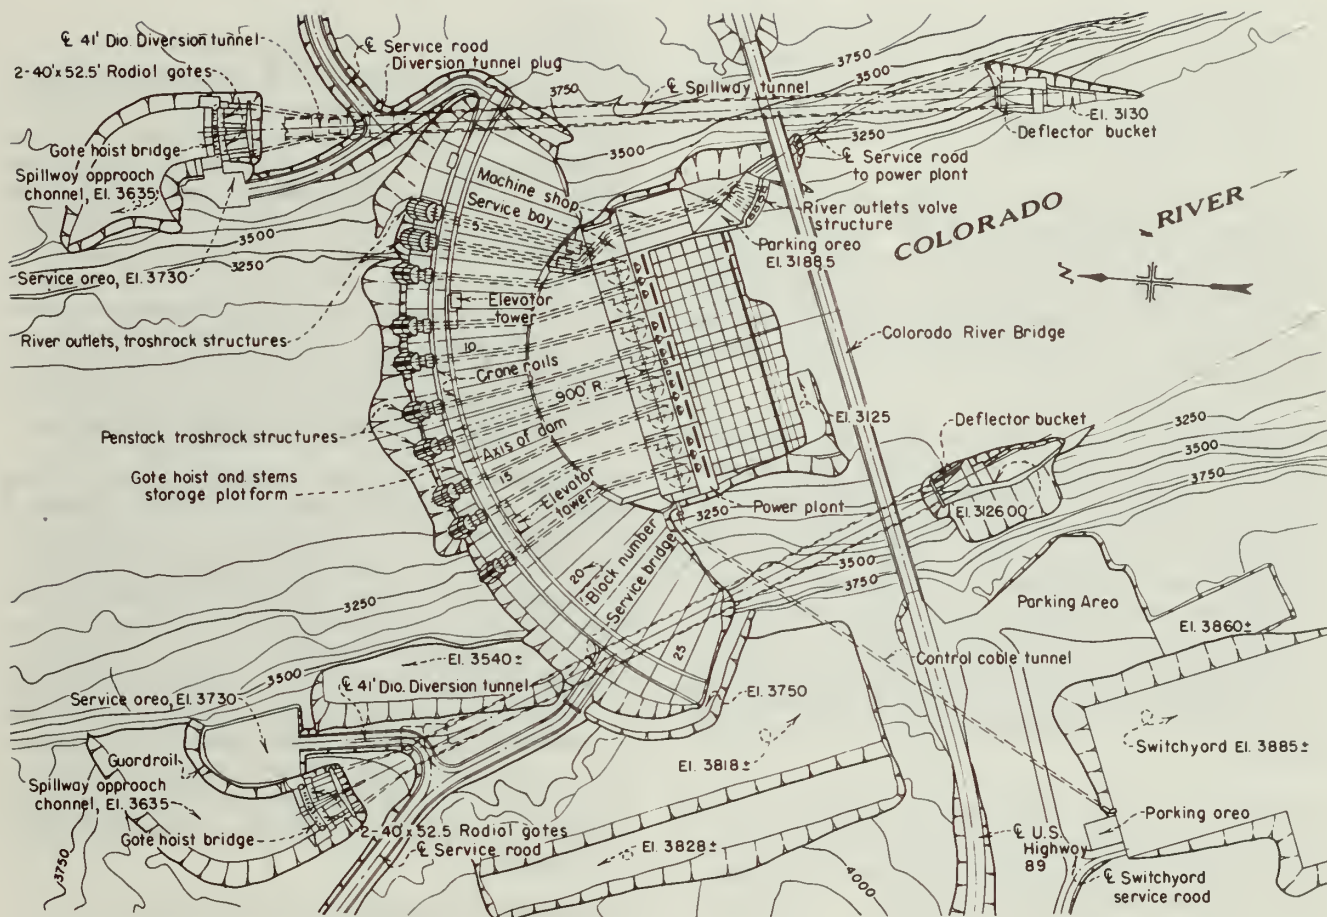 ℄ 41' Dia. Diversion tunnel
2-40'x52.5' Radial gates
℄ Service road
Diversion tunnel plug
3750
3500
℄ Spillway tunnel
3750
3500
El. 3130
Deflector bucket
3250
℄ Service road
to power plant
Gate hoist bridge
Spillway approach
channel, El. 3635
3500
3250
Service area, El. 3730
Machine shop
Service bay
5
River outlets valve
structure
Parking area
El. 3188.5
COLORADO
RIVER
N
Elevator
tower
River outlets, trashrack structures
10
Crane rails
Colorado River Bridge
900' R.
El. 3125
Penstock trashrack structures
Axis of dam
Deflector bucket
3250
3500
3750
Gate hoist and stems
storage platform
15
Elevator
tower
3250
Power plant
El. 3126.00
3500
3750
20
Block number
Service bridge
3250
Parking Area
El. 3860±
25
Control cable tunnel
El. 3540±
3500
℄ 41' Dia. Diversion tunnel
Service area, El. 3730
El. 3750
Switchyard El. 3885±
Guardrail
Spillway approach
channel, El. 3635
El. 3818±
Gate hoist bridge
2-40'x52.5 Radial gates
℄ Service road
Parking area
El. 3828±
℄ U.S.
Highway
89
3750
4000
℄ Switchyard
service road